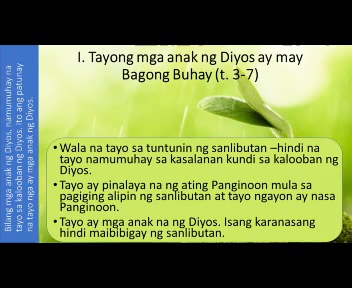 I. Tayong mga anak ng Diyos ay may
Bagong Buhay (t. 3-7)
•Wala na tayo sa tuntunin ng sanlibutan –hindi na
tayo namumuhay sa kasalanan kundi sa kalooban ng
Diyos.
•Tayo ay pinalaya na ng ating Panginoon mula sa
pagiging alipin ng sanlibutan at tayo ngayon ay nasa
Panginoon.
•Tayo ay mga anak na ng Diyos. Isang karanasang
hindi maibibigay ng sanlibutan.
Bilang mga anak ng Diyos, namumuhay na
tayo sa kalooban ng Diyos. Ito ang patunay
na tayo nga ay mga anak ng Diyos.